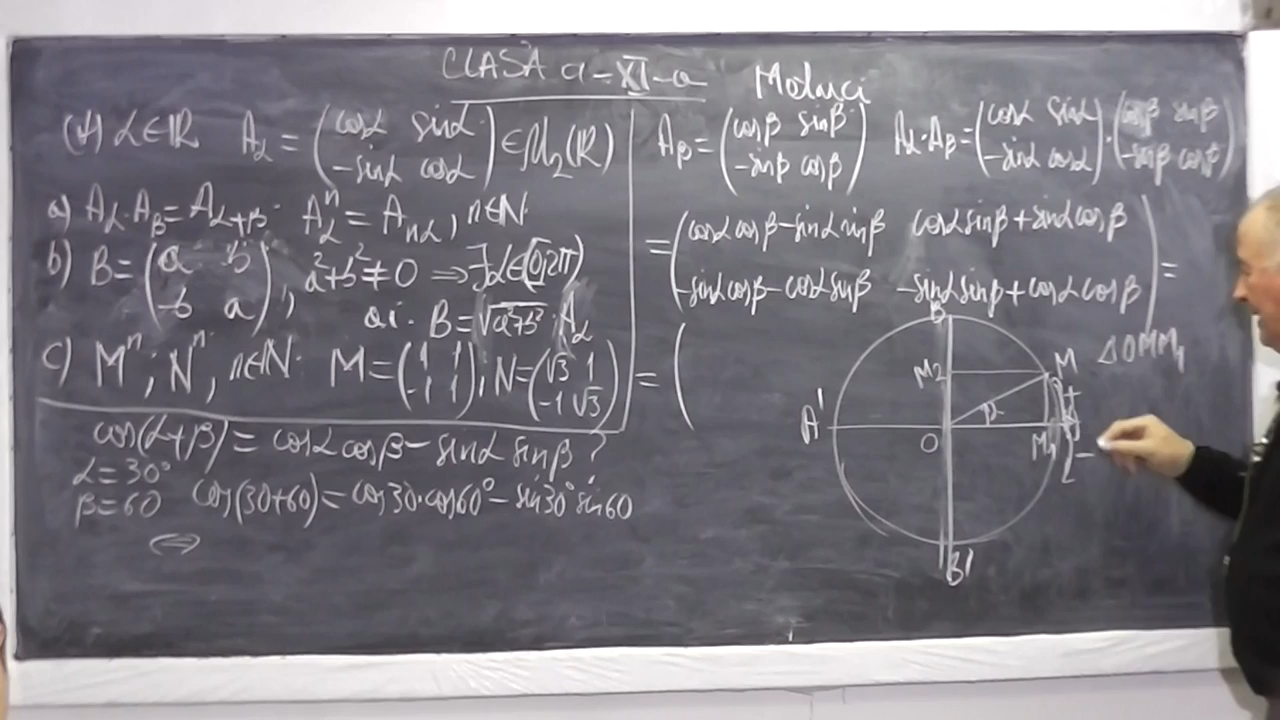 CLASA a-XI-a Matrici
(∀) α∈ℝ A_α = (cosα sinα
-sinα cosα) ∈ M₂(ℝ)
a) A_α·A_β = A_{α+β} A_α^n = A_{nα}, n∈N
b) B = (a b
-b a), a²+b² ≠ 0 ⇒ ∃α∈[0,2π)
aî. B = √(a²+b²)·A_α
c) M^n; N^n, n∈N M = (1 1
-1 1), N = (√3 1
-1 √3)
cos(α+β) = cosα cosβ - sinα sinβ ?
α = 30°
β = 60 cos(30+60) = cos30·cos60° - sin30° sin60
⇔
A_β = (cosβ sinβ
-sinβ cosβ)
A_α·A_β = (cosα sinα
-sinα cosα)·(cosβ sinβ
-sinβ cosβ)
= (cosα cosβ - sinα sinβ cosα sinβ + sinα cosβ
-sinα cosβ - cosα sinβ -sinα sinβ + cosα cosβ) =
= (
B
M₂ M ΔOMM₁
A' O M₁
B'